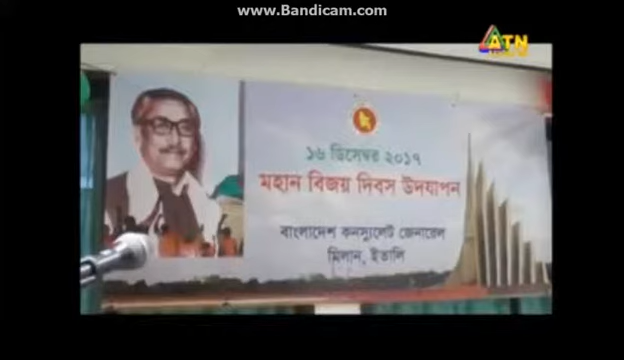 www.Bandicam.com
ATN
১৬ ডিসেম্বর ২০১৭
মহান বিজয় দিবস উদযাপন
বাংলাদেশ কনস্যুলেট জেনারেল
মিলান, ইতালি